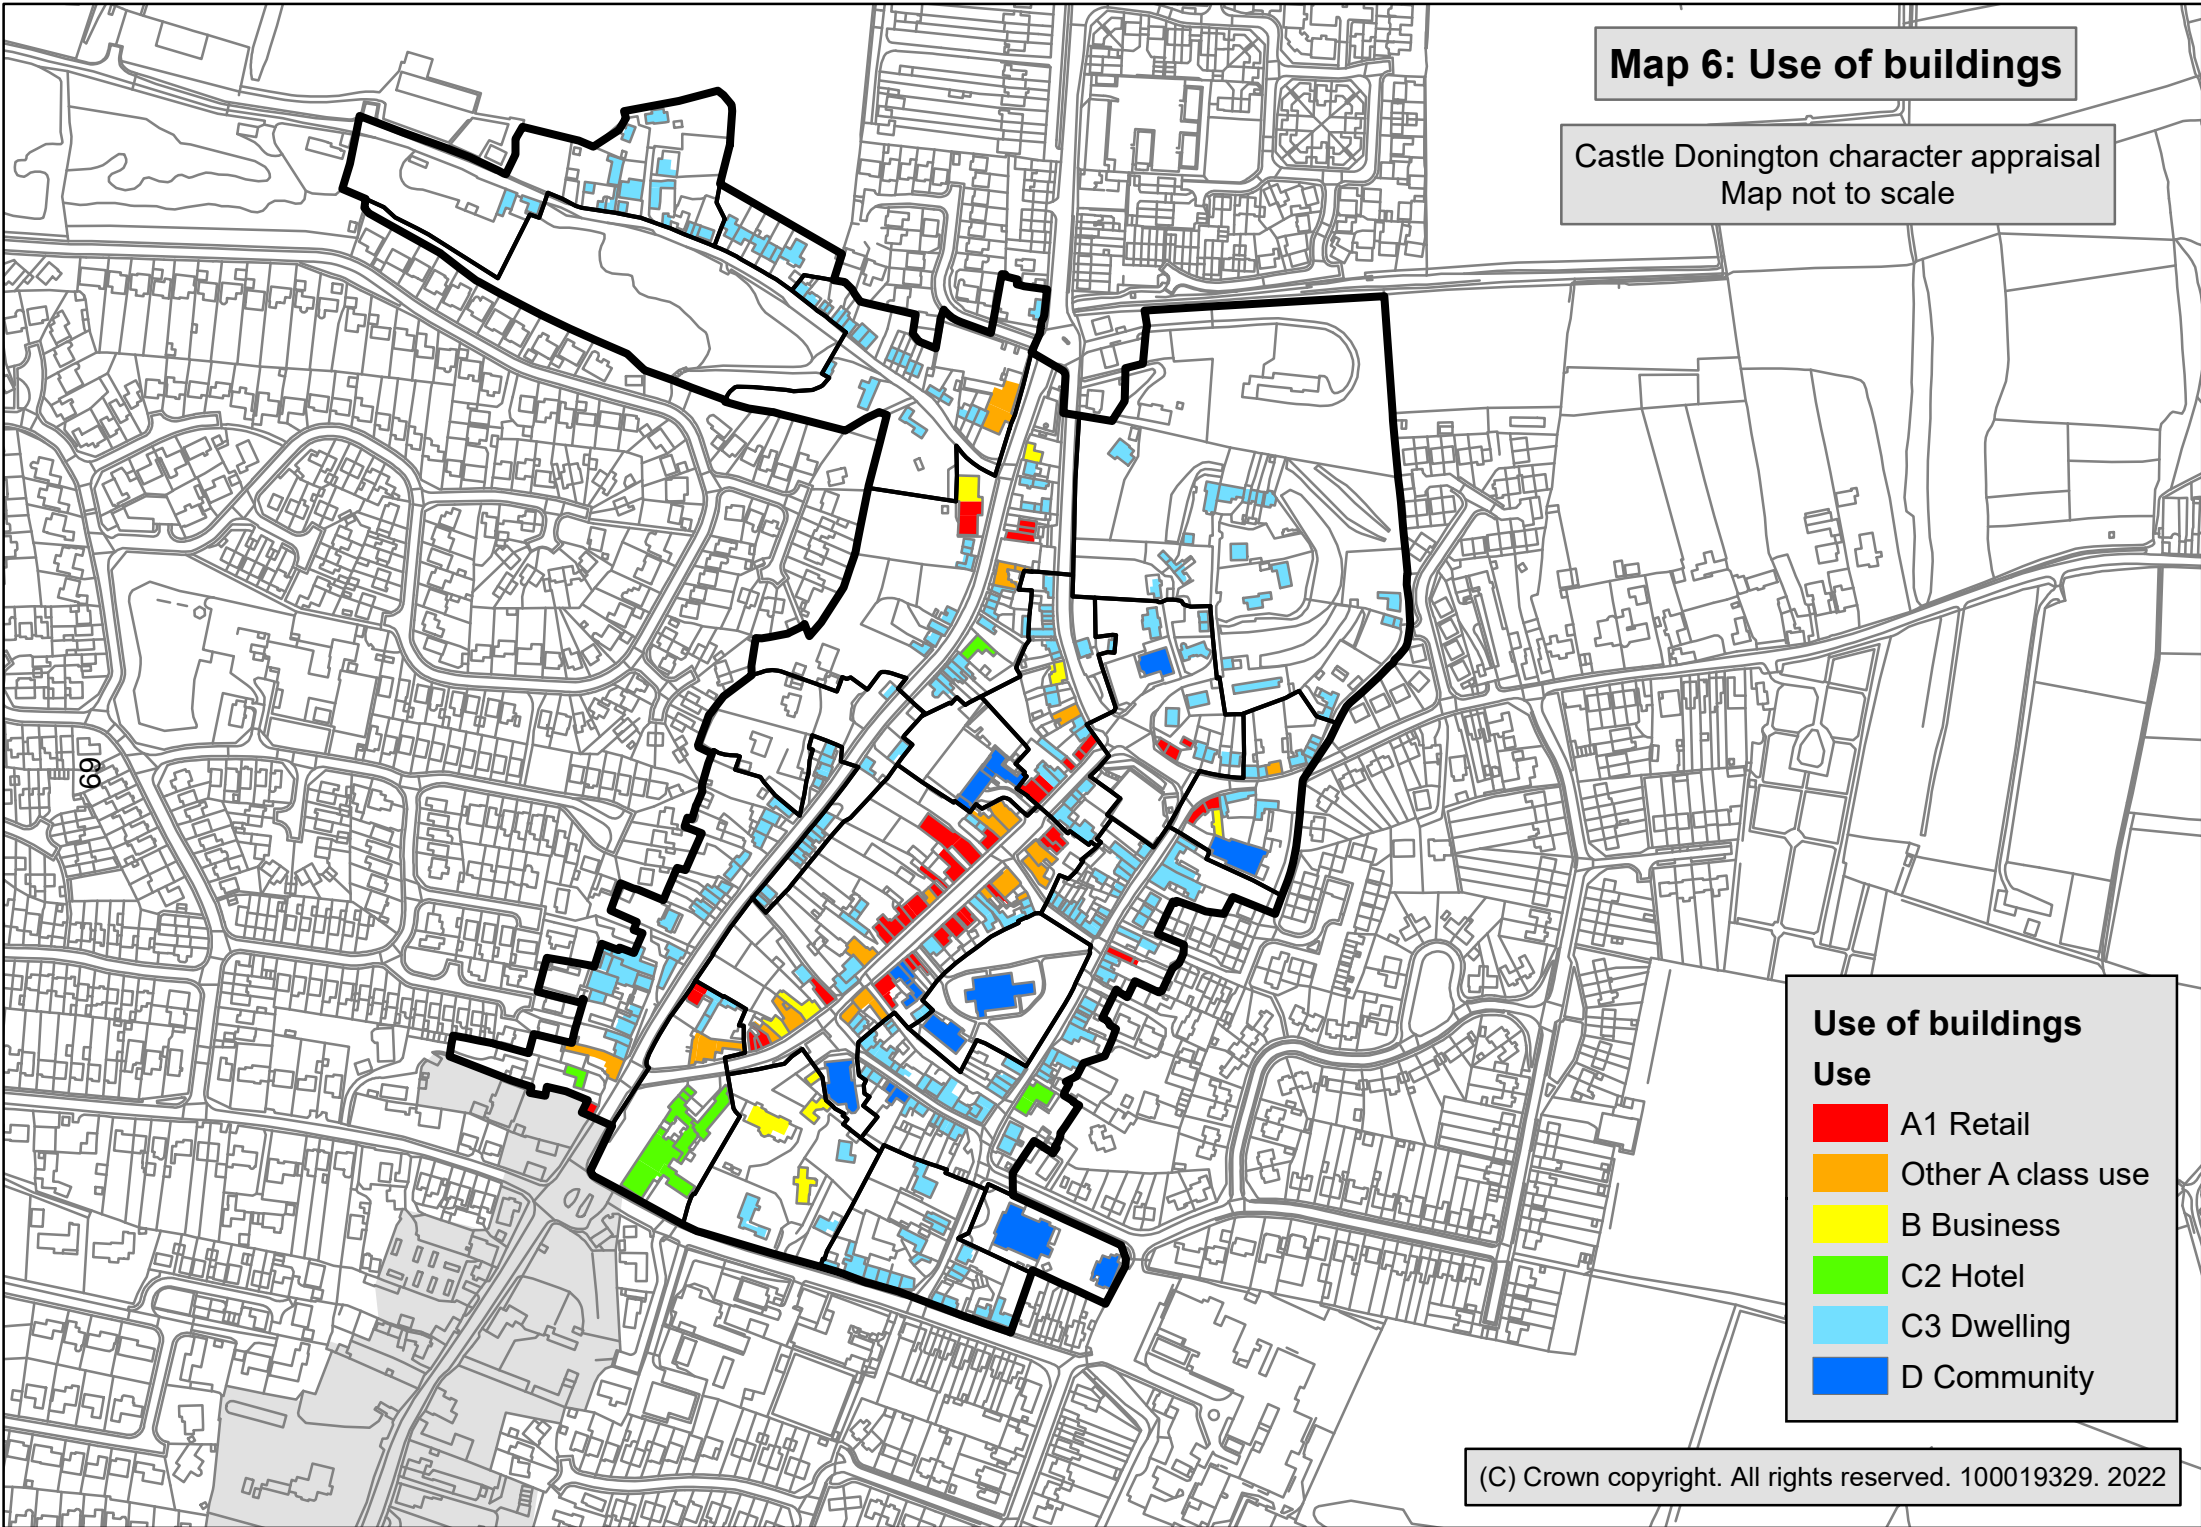 Map 6: Use of buildings
Castle Donington character appraisal
Map not to scale
69
Use of buildings
Use
A1 Retail
Other A class use
B Business
C2 Hotel
C3 Dwelling
D Community
(C) Crown copyright. All rights reserved. 100019329. 2022